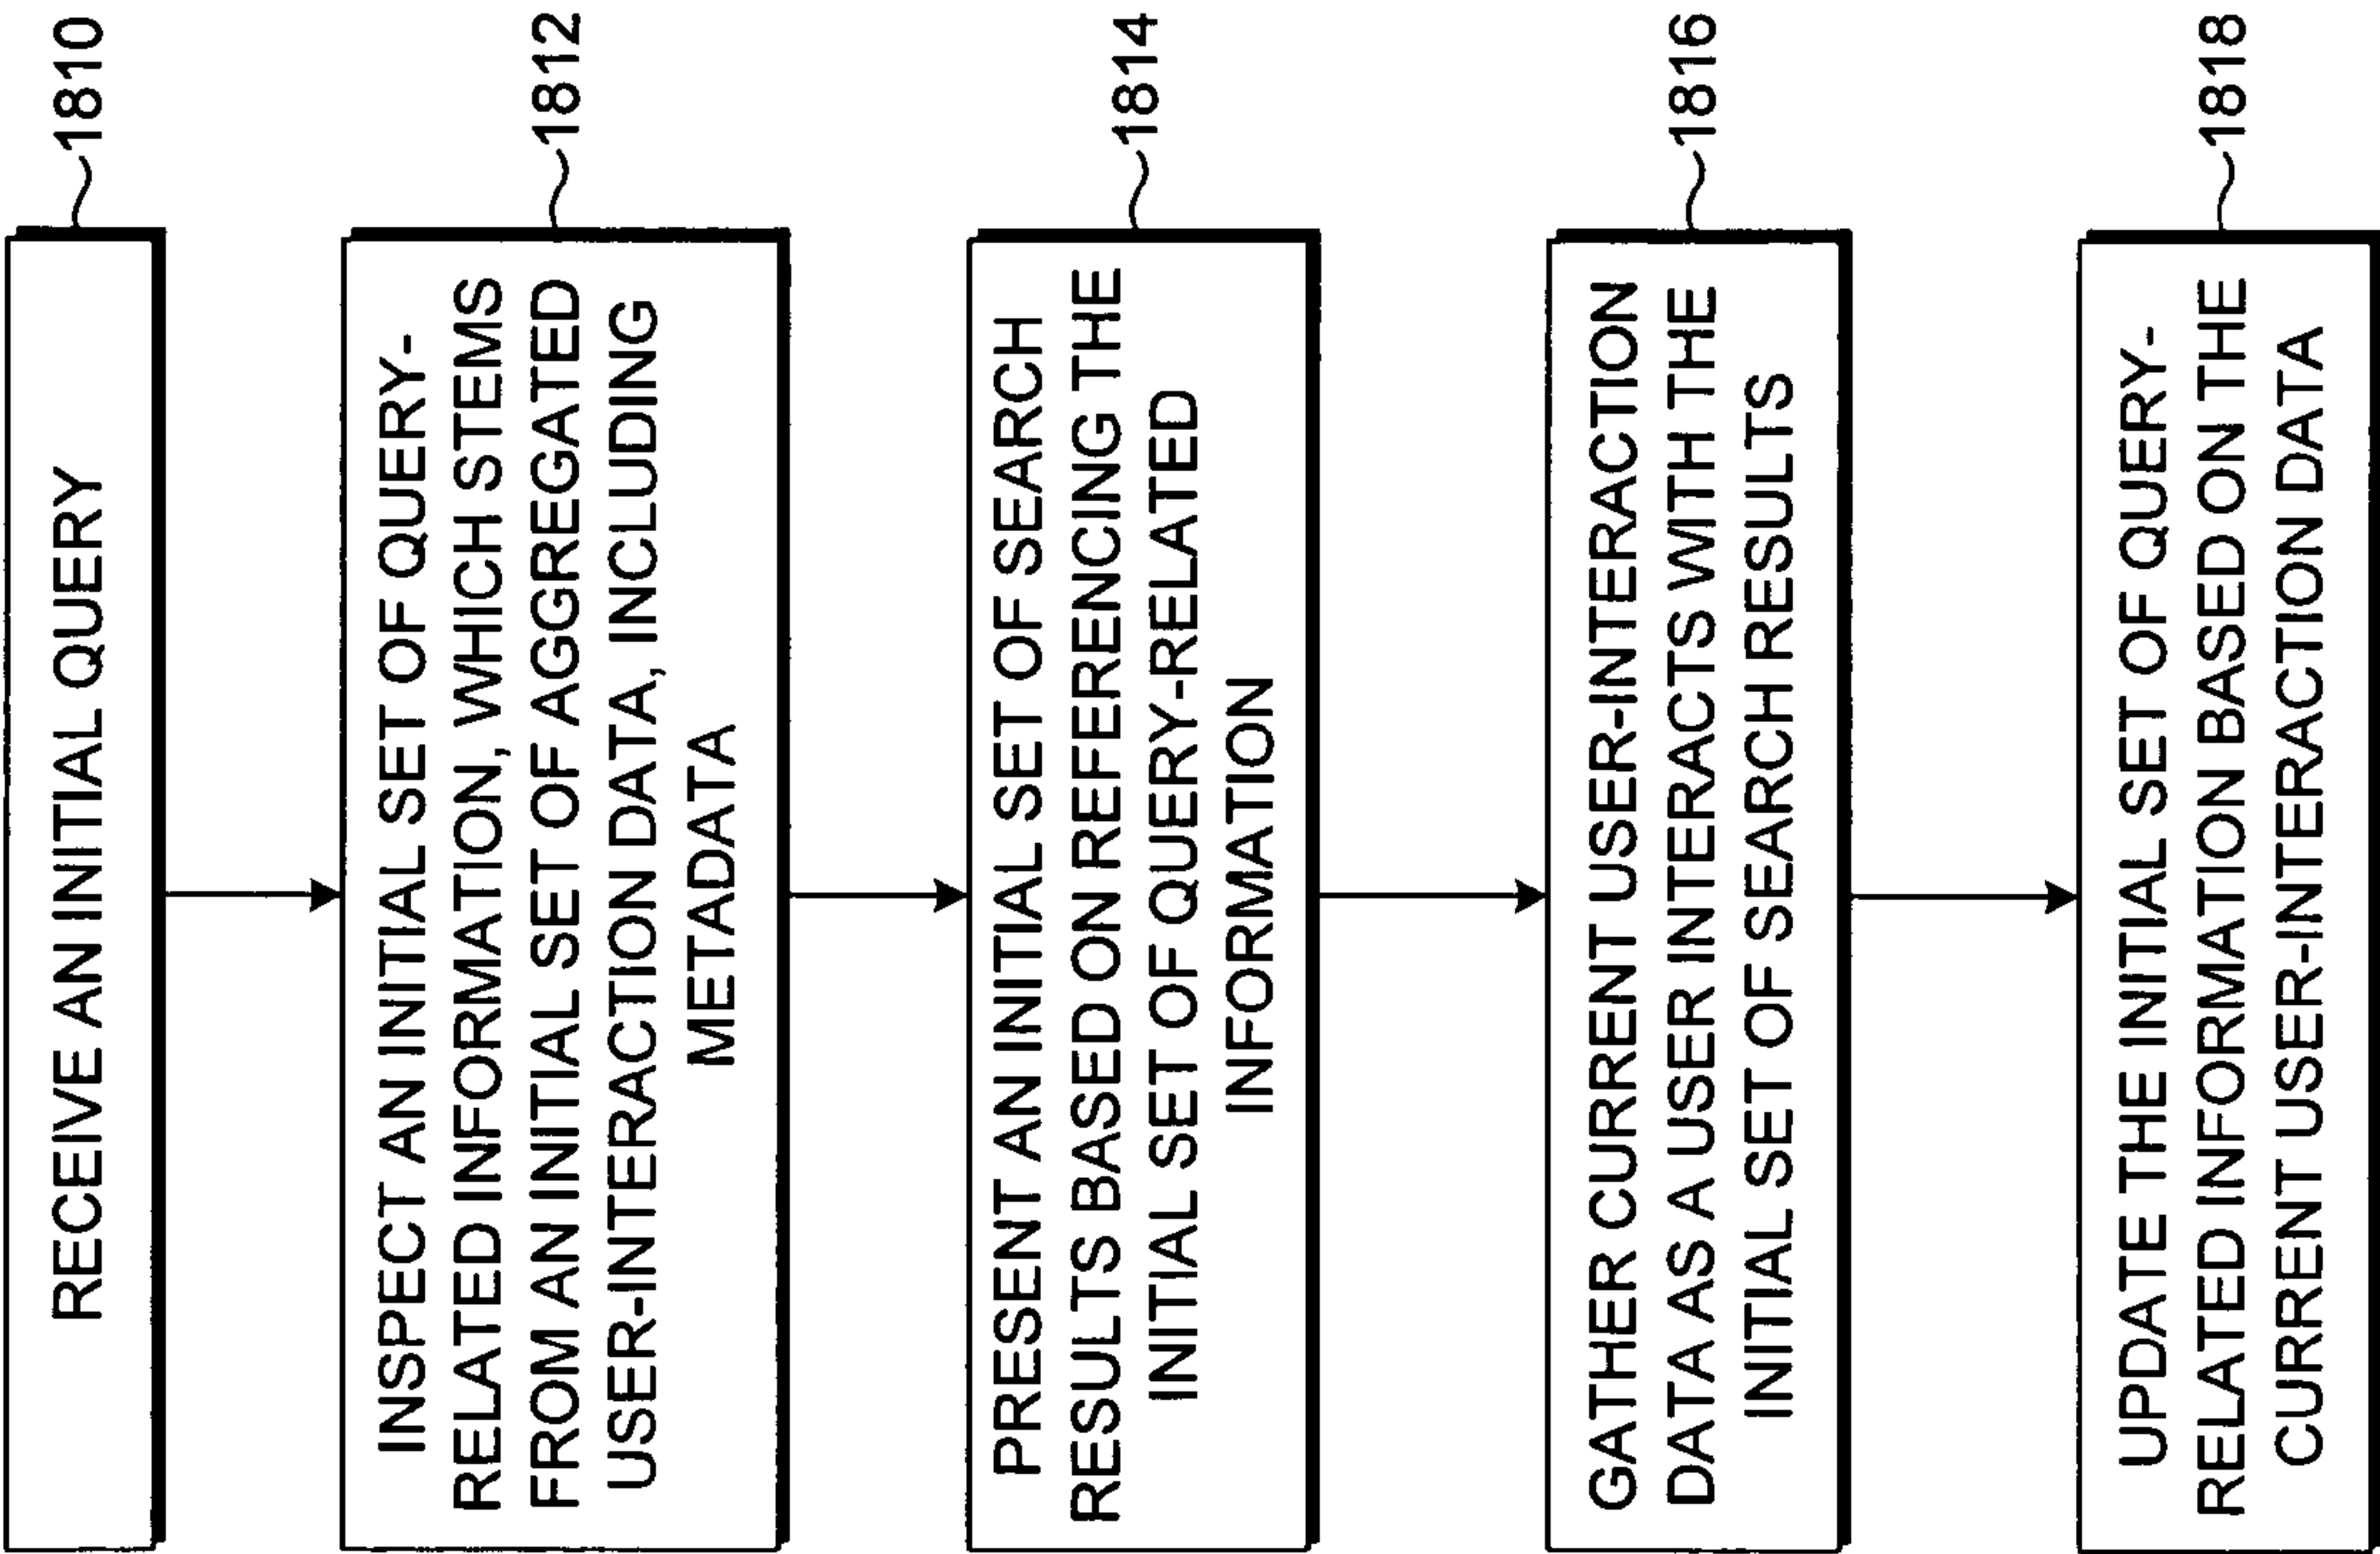 RECEIVE AN INITIAL QUERY
1810
INSPECT AN INITIAL SET OF QUERY-
RELATED INFORMATION, WHICH STEMS
FROM AN INITIAL SET OF AGGREGATED
USER-INTERACTION DATA, INCLUDING
METADATA
1812
PRESENT AN INITIAL SET OF SEARCH
RESULTS BASED ON REFERENCING THE
INITIAL SET OF QUERY-RELATED
INFORMATION
1814
GATHER CURRENT USER-INTERACTION
DATA AS A USER INTERACTS WITH THE
INITIAL SET OF SEARCH RESULTS
1816
UPDATE THE INITIAL SET OF QUERY-
RELATED INFORMATION BASED ON THE
CURRENT USER-INTERACTION DATA
1818